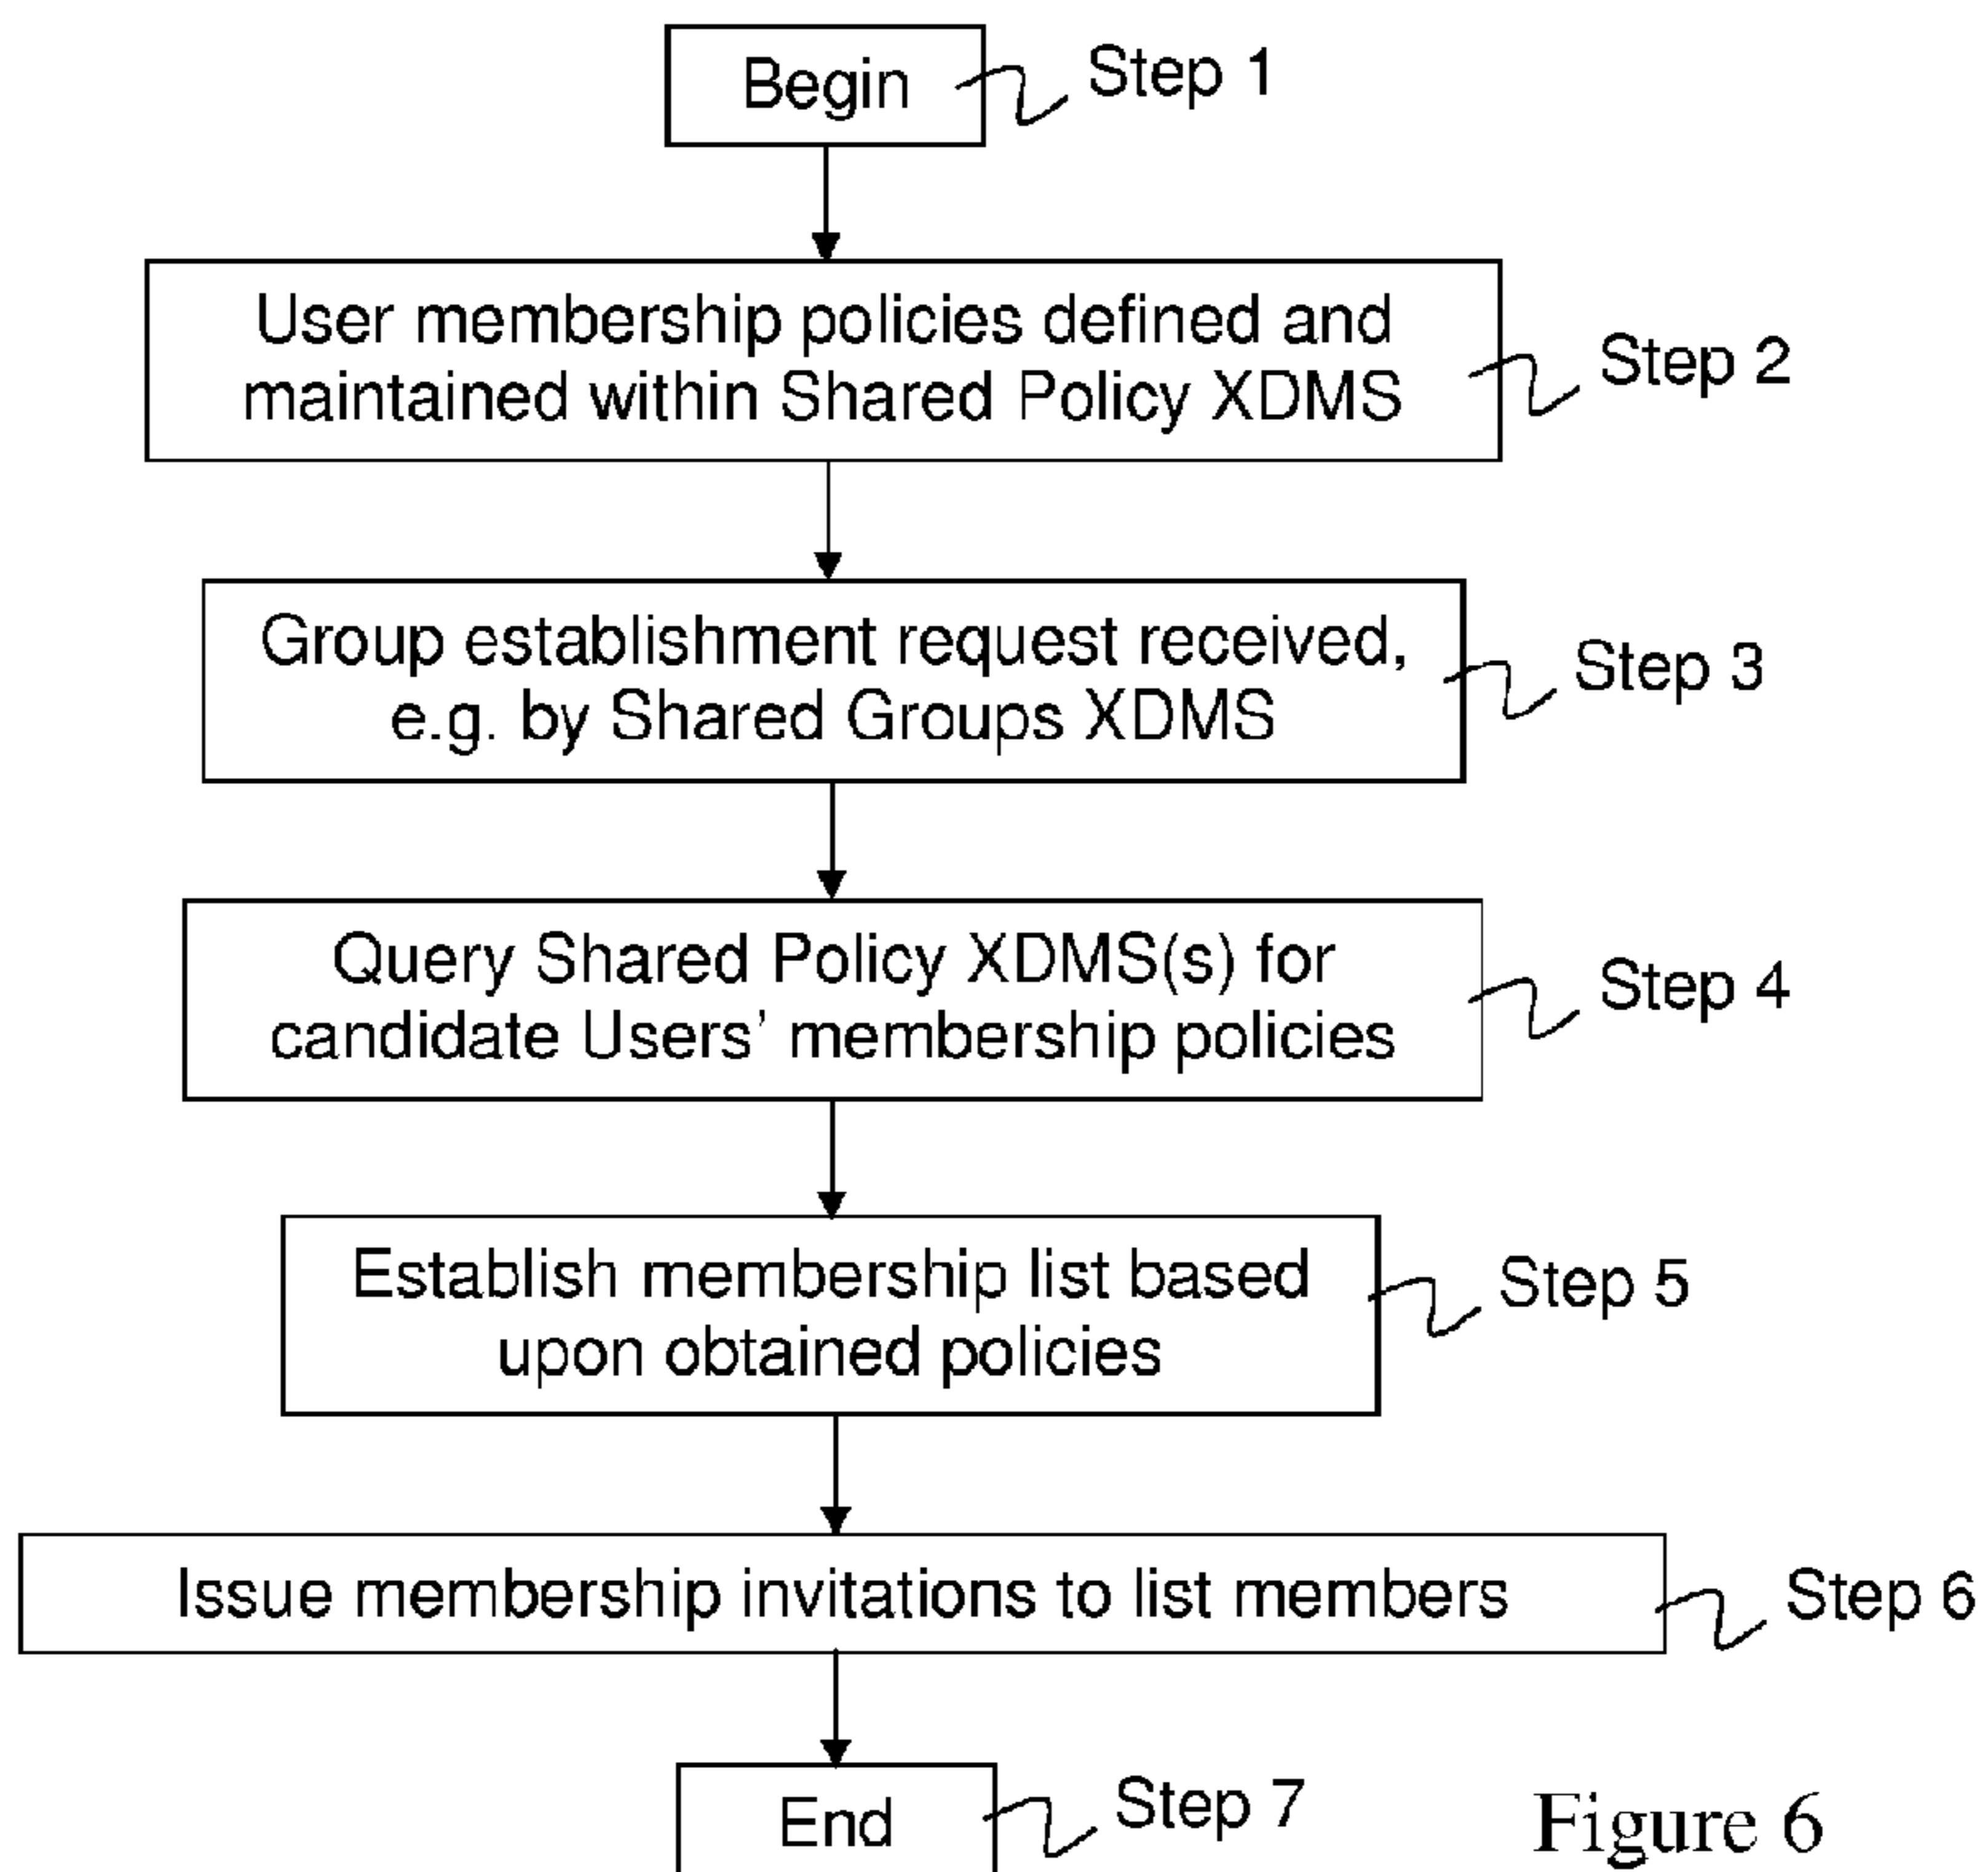 Begin
Step 1
User membership policies defined and
maintained within Shared Policy XDMS
Step 2
Group establishment request received,
e.g. by Shared Groups XDMS
Step 3
Query Shared Policy XDMS(s) for
candidate Users' membership policies
Step 4
Establish membership list based
upon obtained policies
Step 5
Issue membership invitations to list members
Step 6
End
Step 7
Figure 6